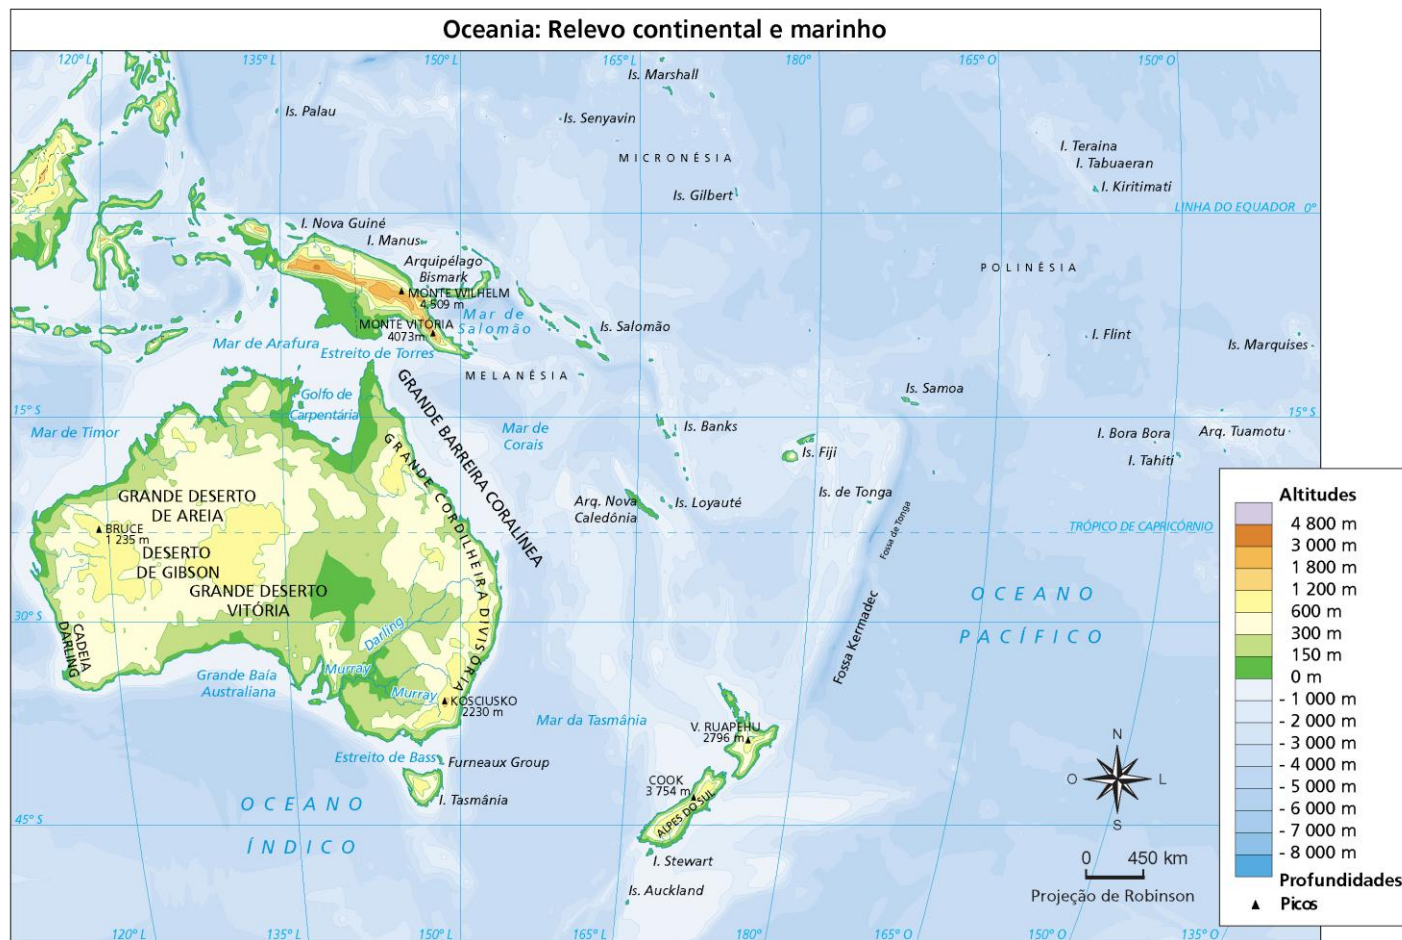 Oceania: Relevo continental e marinho
120° L
135° L
150° L
165° L
180°
165° O
150° O
Is. Marshall
Is. Palau
Is. Senyavin
MICRONÉSIA
I. Teraina
I. Tabuaeran
I. Kiritimati
Is. Gilbert
LINHA DO EQUADOR 0°
I. Nova Guiné
I. Manus
Arquipélago
Bismark
POLINÉSIA
MONTE WILHELM
4 509 m
Mar de
Salomão
MONTE VITÓRIA
4073m
Is. Salomão
Mar de Arafura
Estreito de Torres
I. Flint
Is. Marquises
MELANÉSIA
GRANDE BARREIRA CORALÍNEA
Is. Samoa
Golfo de
Carpentária
15° S
15° S
Mar de Timor
Mar de
Corais
Is. Banks
I. Bora Bora
Arq. Tuamotu
GRANDE CORDILHEIRA DIVISÓRIA
Is. Fiji
I. Tahiti
GRANDE DESERTO
DE AREIA
Arq. Nova
Caledônia
Is. Loyauté
Is. de Tonga
Fossa de Tonga
BRUCE
1 235 m
TRÓPICO DE CAPRICÓRNIO
DESERTO
DE GIBSON
GRANDE DESERTO
VITÓRIA
OCEANO
PACÍFICO
30° S
Darling
CADEIA
DARLING
Fossa Kermadec
Grande Baía
Australiana
Murray
Murray
KOSCIUSKO
2230 m
Mar da Tasmânia
V. RUAPEHU
2796 m
Estreito de Bass
Furneaux Group
I. Tasmânia
COOK
3 754 m
ALPES DO SUL
OCEANO
ÍNDICO
45° S
I. Stewart
Is. Auckland
N
O
L
S
0 450 km
Projeção de Robinson
Altitudes
4 800 m
3 000 m
1 800 m
1 200 m
600 m
300 m
150 m
0 m
- 1 000 m
- 2 000 m
- 3 000 m
- 4 000 m
- 5 000 m
- 6 000 m
- 7 000 m
- 8 000 m
Profundidades
Picos
120° L
135° L
150° L
165° L
180°
165° O
150° O
135° O